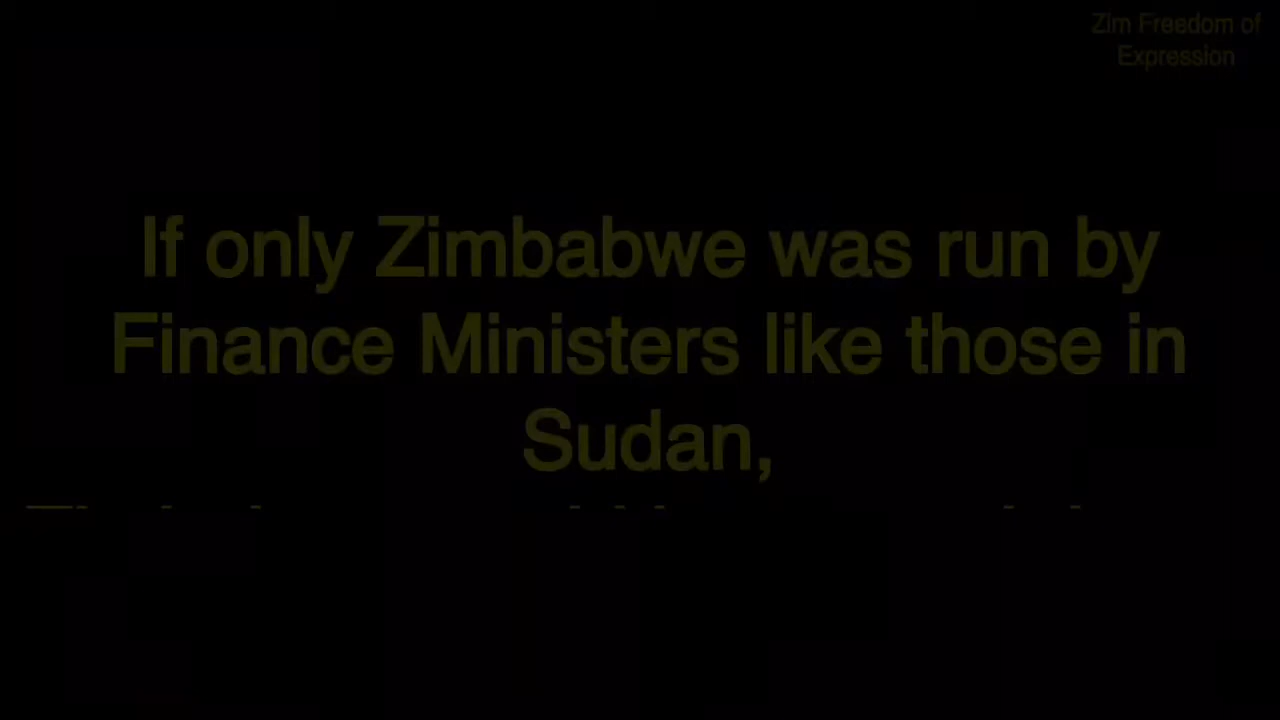 Zim Freedom of
Expression
If only Zimbabwe was run by
Finance Ministers like those in
Sudan,